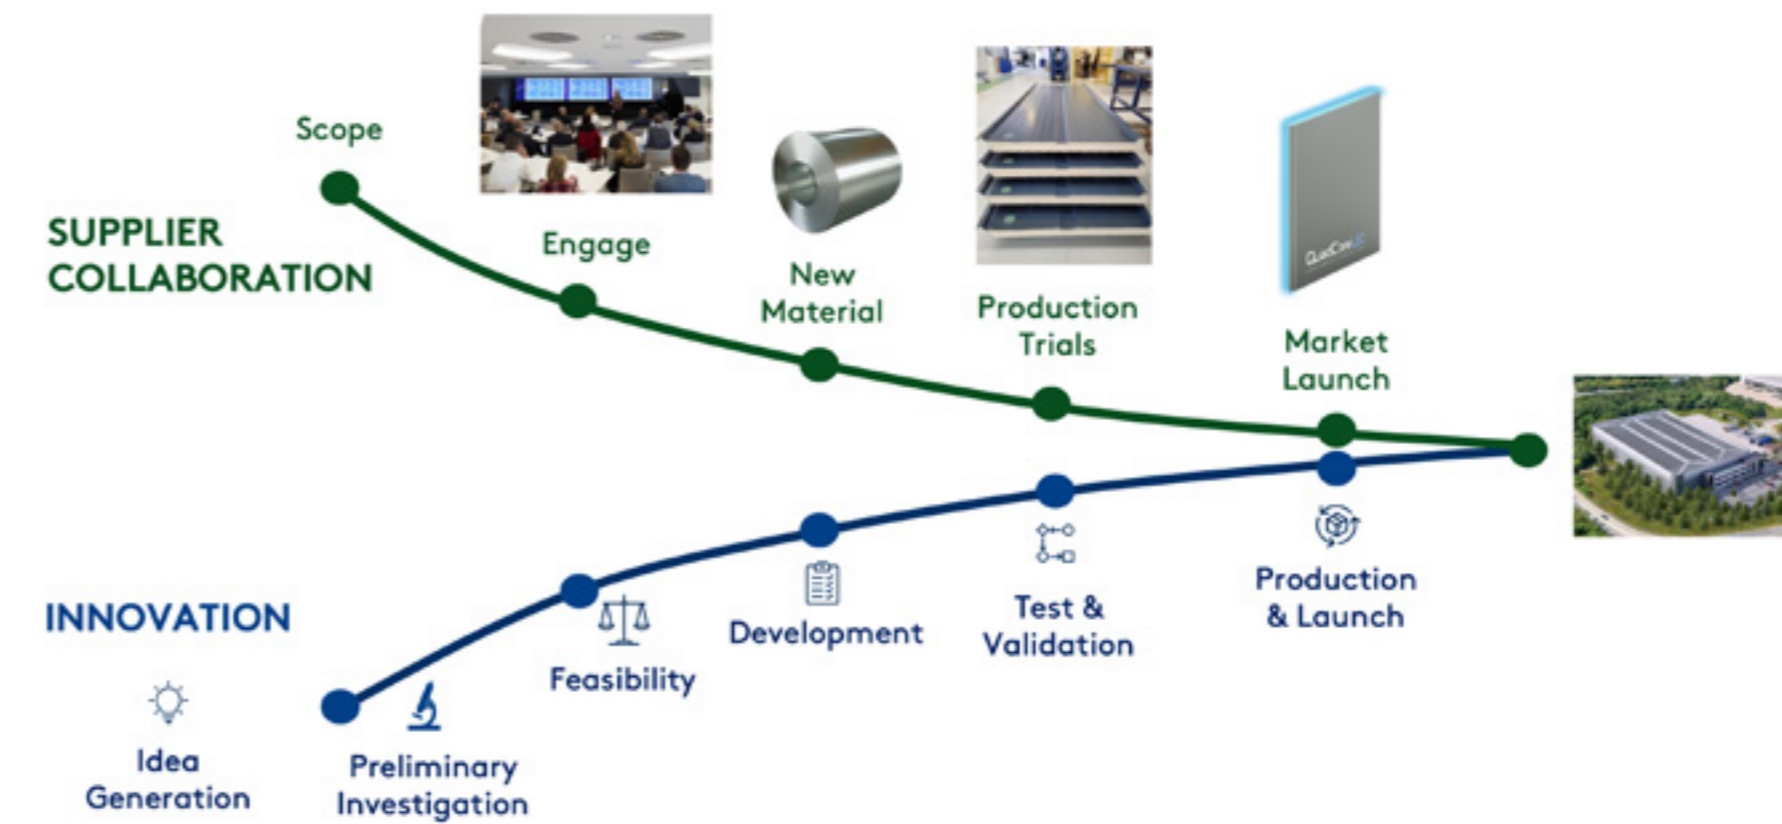 Scope
SUPPLIER
COLLABORATION
Engage
New
Material
Production
Trials
QuadCore
Market
Launch
INNOVATION
Idea
Generation
Preliminary
Investigation
Feasibility
Development
Test &
Validation
Production
& Launch